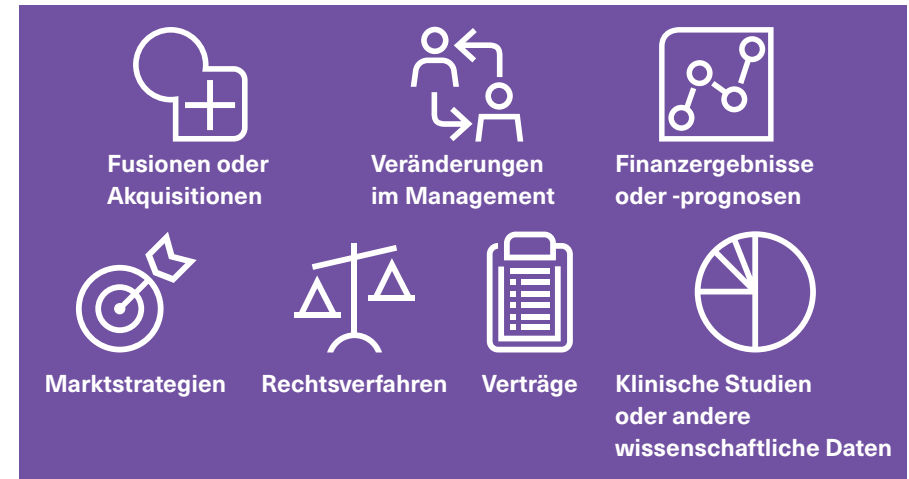 Fusionen oder
Akquisitionen
Veränderungen
im Management
Finanzergebnisse
oder -prognosen
Marktstrategien
Rechtsverfahren
Verträge
Klinische Studien
oder andere
wissenschaftliche Daten